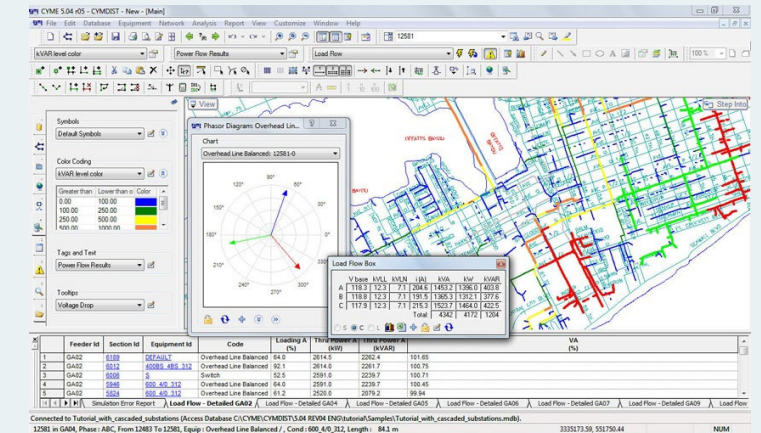 CYME 5.04 r05 - CYMDIST - New - [Main]
File Edit Database Equipment Network Analysis Report View Customize Window Help
12581
kVAR level color
Power Flow Results
Load Flow
100 %
View
Step Into
Symbols
Default Symbols
Color Coding
kVAR level color
Greater than Lower than o Color
0.00 100.00
100.00 250.00
250.00 500.00
500.00 1000.00
Tags and Text
Power Flow Results
Tooltips
Voltage Drop
Phasor Diagram: Overhead Lin...
Chart
Overhead Line Balanced: 12581-0
90°
120° 60°
150°
180° 0°
210°
240° 270° 300°
OFFATTS BAYOU
Load Flow Box
V base kVLL kVLN i (A) kVA kW kVAR
A 118.3 12.3 7.1 204.6 1453.2 1396.0 403.8
B 118.8 12.3 7.1 191.5 1365.3 1312.1 377.6
C 117.9 12.3 7.1 215.3 1523.7 1464.0 422.5
Total: 4342 4172 1204
S C L
Feeder Id Section Id Equipment Id Code Loading A (%) Thru Power A (kW) Thru Power A (kVAR) VA (%)
1 GA02 6189 DEFAULT Overhead Line Balanced 64.0 2614.5 2262.4 101.65
2 GA02 6012 400BS_4BS_312 Overhead Line Balanced 92.1 2614.0 2261.7 100.75
3 GA02 6006 S Switch 52.5 2591.0 2239.7 100.71
4 GA02 5946 600_4/0_312 Overhead Line Balanced 64.0 2591.0 2239.7 100.45
5 GA02 5824 600_4/0_312 Overhead Line Balanced 61.2 2520.0 2079.2 99.94
Simulation Error Report Load Flow - Detailed GA02 Load Flow - Detailed GA04 Load Flow - Detailed GA05 Load Flow - Detailed GA06 Load Flow - Detailed GA07 Load Flow - Detailed GA09 Load Flow
Connected to Tutorial_with_cascaded_substations (Access Database C:\CYME\CYMDIST\5.04 REV04 ENG\tutorial\Samples\Tutorial_with_cascaded_substations.mdb).
12581 in GA04, Phase : ABC, From 12483 To 12581, Equip : Overhead Line Balanced / , Cond : 600_4/0_312, Length : 84.1 m 3335173.59, 551750.44 NUM